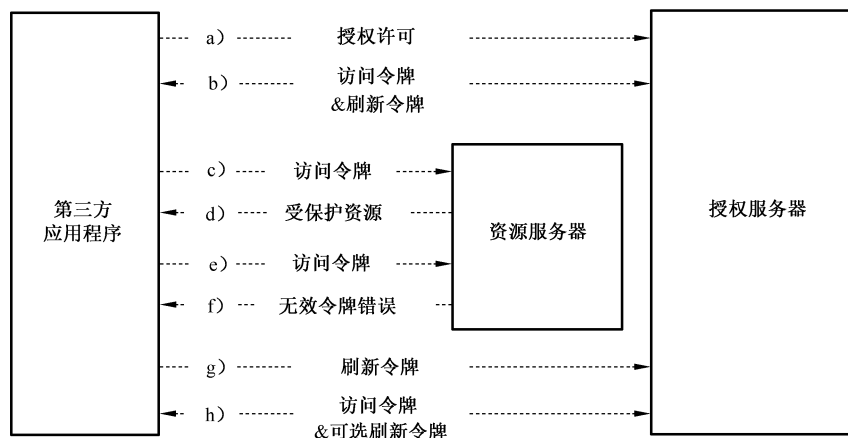 a) 授权许可
b) 访问令牌
&刷新令牌
c) 访问令牌
第三方
应用程序
d) 受保护资源
资源服务器
授权服务器
e) 访问令牌
f) 无效令牌错误
g) 刷新令牌
h) 访问令牌
&可选刷新令牌